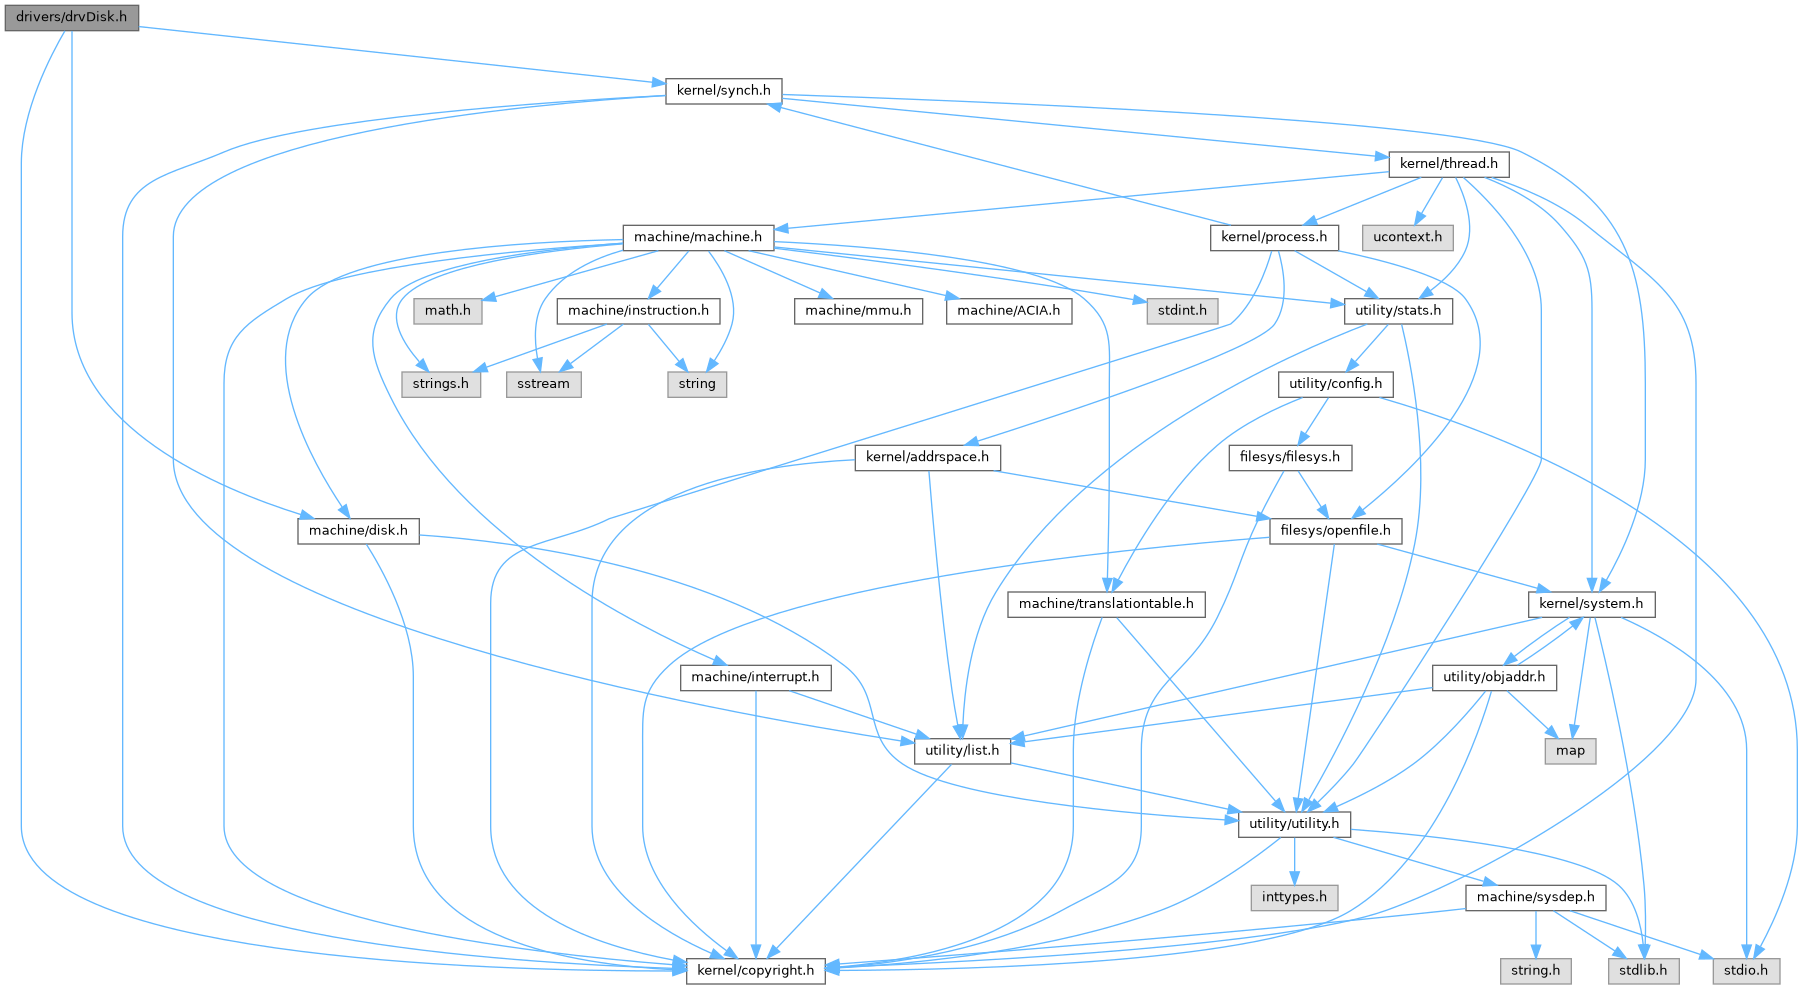 drivers/drvDisk.h
kernel/synch.h
kernel/thread.h
machine/machine.h
kernel/process.h
ucontext.h
math.h
machine/instruction.h
machine/mmu.h
machine/ACIA.h
stdint.h
utility/stats.h
strings.h
sstream
string
utility/config.h
kernel/addrspace.h
filesys/filesys.h
machine/disk.h
filesys/openfile.h
machine/translationtable.h
kernel/system.h
machine/interrupt.h
utility/objaddr.h
utility/list.h
map
utility/utility.h
inttypes.h
machine/sysdep.h
kernel/copyright.h
string.h
stdlib.h
stdio.h